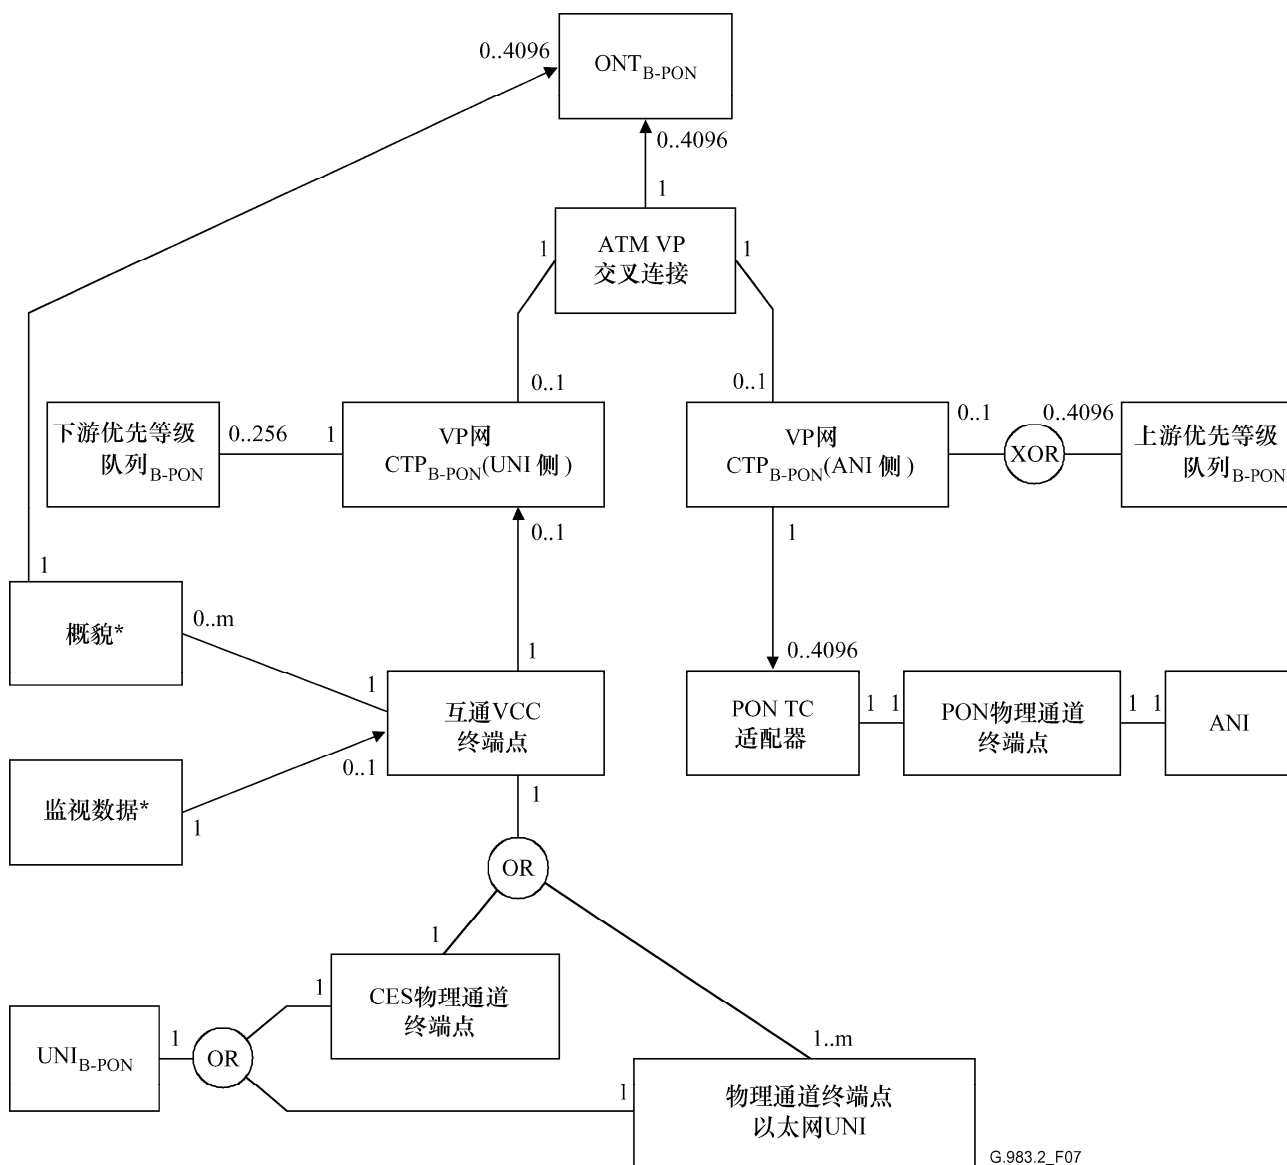 0..4096
ONT B-PON
0..4096
1
1
ATM VP
交叉连接
1
0..1
0..1
下游优先等级
队列B-PON
0..256
1
VP网
CTP B-PON(UNI 侧)
VP网
CTP B-PON(ANI 侧)
0..1
XOR
0..4096
上游优先等级
队列B-PON
0..1
1
1
概貌*
0..m
1
1
0..4096
互通VCC
终端点
PON TC
适配器
1 1
PON物理通道
终端点
1 1
ANI
监视数据*
1
0..1
1
OR
1
CES物理通道
终端点
1
UNI B-PON
1
OR
1..m
1
物理通道终端点
以太网UNI
G.983.2_F07